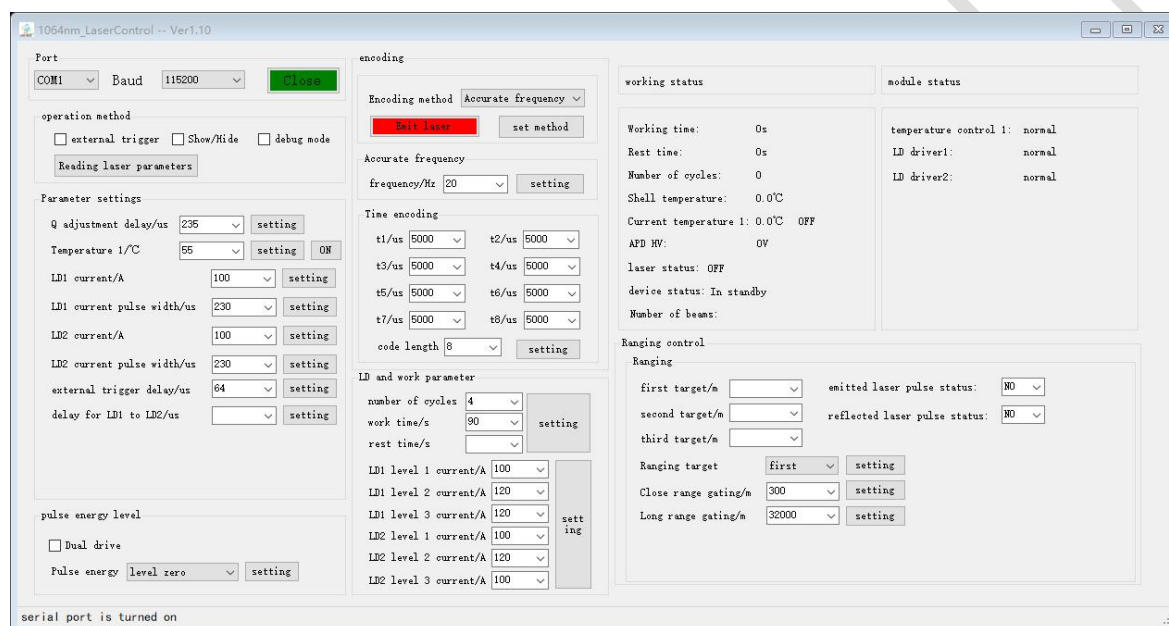 1064nm_LaserControl -- Ver1.10
Port
COM1 Baud 115200 Close
operation method
external trigger Show/Hide debug mode
Reading laser parameters
Parameter settings
Q adjustment delay/us 235 setting
Temperature 1/℃ 55 setting ON
LD1 current/A 100 setting
LD1 current pulse width/us 230 setting
LD2 current/A 100 setting
LD2 current pulse width/us 230 setting
external trigger delay/us 64 setting
delay for LD1 to LD2/us setting
pulse energy level
Dual drive
Pulse energy level zero setting
encoding
Encoding method Accurate frequency
Emit laser set method
Accurate frequency
frequency/Hz 20 setting
Time encoding
t1/us 5000 t2/us 5000
t3/us 5000 t4/us 5000
t5/us 5000 t6/us 5000
t7/us 5000 t8/us 5000
code length 8 setting
LD and work parameter
number of cycles 4
work time/s 90 setting
rest time/s
LD1 level 1 current/A 100
LD1 level 2 current/A 120
LD1 level 3 current/A 120
LD2 level 1 current/A 100
LD2 level 2 current/A 120
LD2 level 3 current/A 100
sett
ing
working status
Working time: 0s
Rest time: 0s
Number of cycles: 0
Shell temperature: 0.0℃
Current temperature 1: 0.0℃ OFF
APD HV: 0V
laser status: OFF
device status: In standby
Number of beams:
module status
temperature control 1: normal
LD driver1: normal
LD driver2: normal
Ranging control
Ranging
first target/m emitted laser pulse status: NO
second target/m reflected laser pulse status: NO
third target/m
Ranging target first setting
Close range gating/m 300 setting
Long range gating/m 32000 setting
serial port is turned on